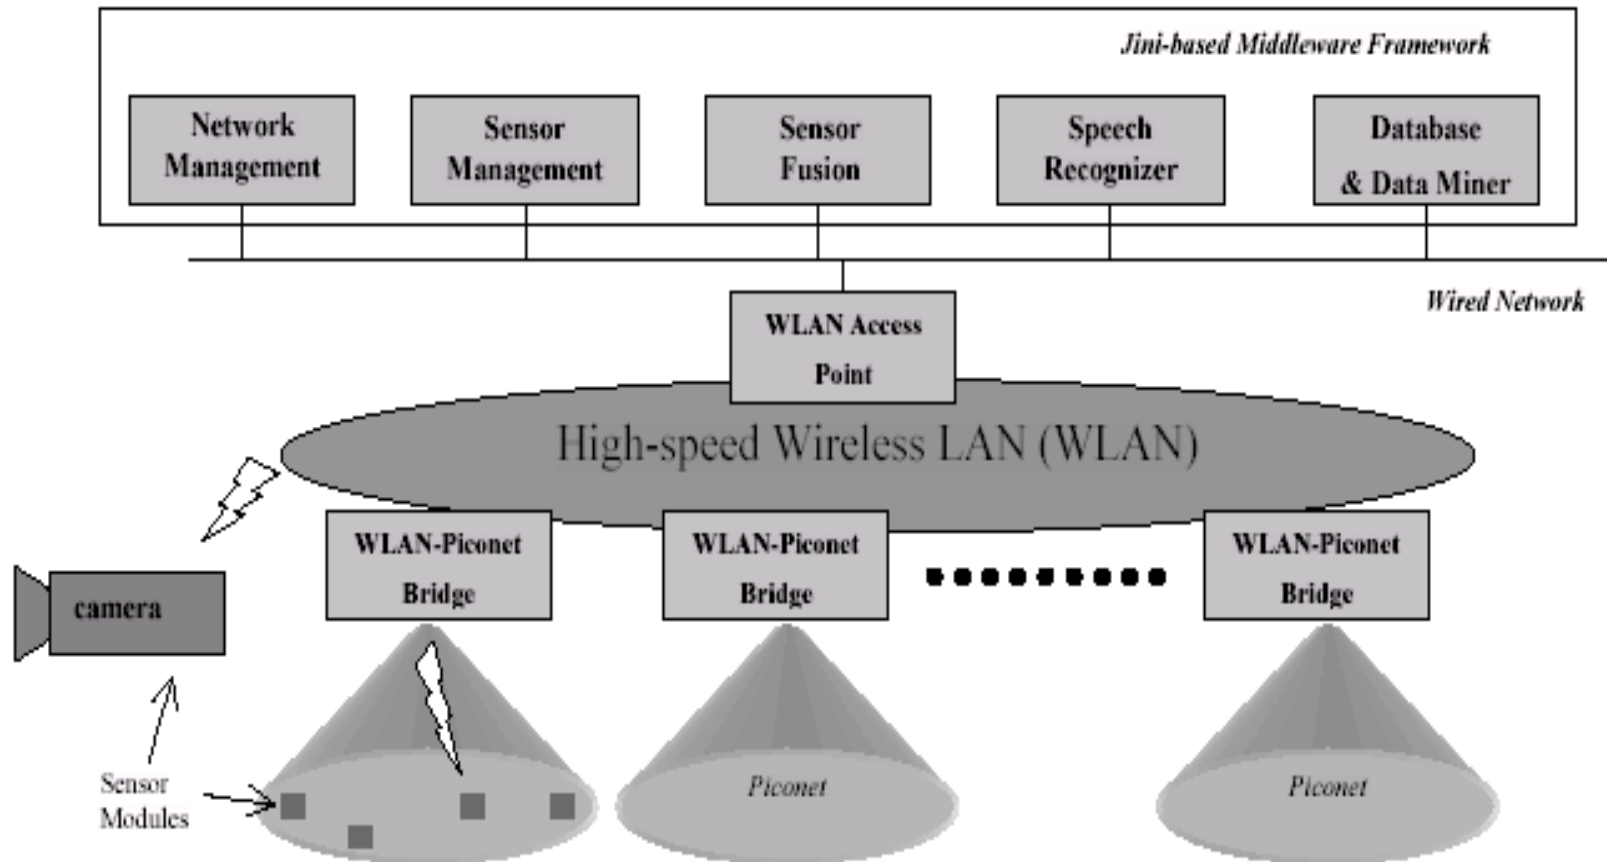 Jini-based Middleware Framework
Network
Management
Sensor
Management
Sensor
Fusion
Speech
Recognizer
Database
& Data Miner
Wired Network
WLAN Access
Point
High-speed Wireless LAN (WLAN)
WLAN-Piconet
Bridge
WLAN-Piconet
Bridge
WLAN-Piconet
Bridge
camera
Sensor
Modules
Piconet
Piconet